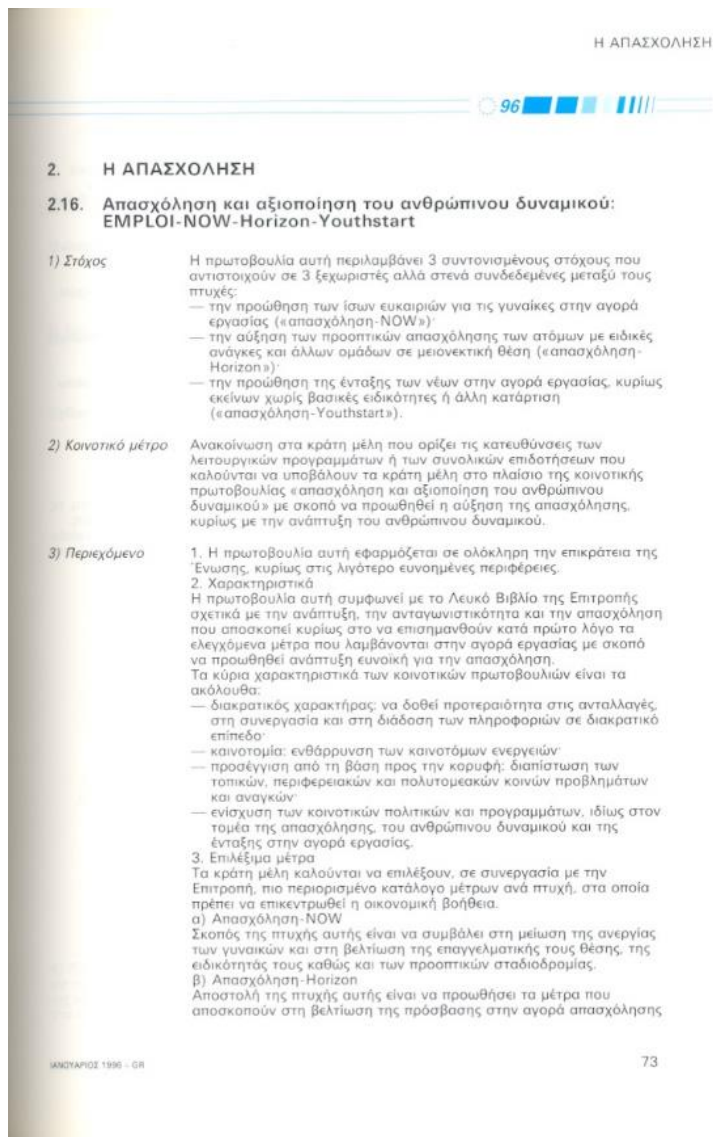 Η ΑΠΑΣΧΟΛΗΣΗ
96
2. Η ΑΠΑΣΧΟΛΗΣΗ
2.16. Απασχόληση και αξιοποίηση του ανθρώπινου δυναμικού:
EMPLOI-NOW-Horizon-Youthstart
1) Στόχος
Η πρωτοβουλία αυτή περιλαμβάνει 3 συντονισμένους στόχους που
αντιστοιχούν σε 3 ξεχωριστές αλλά στενά συνδεδεμένες μεταξύ τους
πτυχές:
— την προώθηση των ίσων ευκαιριών για τις γυναίκες στην αγορά
εργασίας («απασχόληση-NOW»)·
— την αύξηση των προοπτικών απασχόλησης των ατόμων με ειδικές
ανάγκες και άλλων ομάδων σε μειονεκτική θέση («απασχόληση-
Horizon»)·
— την προώθηση της ένταξης των νέων στην αγορά εργασίας, κυρίως
εκείνων χωρίς βασικές ειδικότητες ή άλλη κατάρτιση
(«απασχόληση-Youthstart»).
2) Κοινοτικό μέτρο
Ανακοίνωση στα κράτη μέλη που ορίζει τις κατευθύνσεις των
λειτουργικών προγραμμάτων ή των συνολικών επιδοτήσεων που
καλούνται να υποβάλουν τα κράτη μέλη στο πλαίσιο της κοινοτικής
πρωτοβουλίας «απασχόληση και αξιοποίηση του ανθρώπινου
δυναμικού» με σκοπό να προωθηθεί η αύξηση της απασχόλησης,
κυρίως με την ανάπτυξη του ανθρώπινου δυναμικού.
3) Περιεχόμενο
1. Η πρωτοβουλία αυτή εφαρμόζεται σε ολόκληρη την επικράτεια της
Ένωσης, κυρίως στις λιγότερο ευνοημένες περιφέρειες.
2. Χαρακτηριστικά
Η πρωτοβουλία αυτή συμφωνεί με το Λευκό Βιβλίο της Επιτροπής
σχετικά με την ανάπτυξη, την ανταγωνιστικότητα και την απασχόληση
που αποσκοπεί κυρίως στο να επισημανθούν κατά πρώτο λόγο τα
ελεγχόμενα μέτρα που λαμβάνονται στην αγορά εργασίας με σκοπό
να προωθηθεί ανάπτυξη ευνοϊκή για την απασχόληση.
Τα κύρια χαρακτηριστικά των κοινοτικών πρωτοβουλιών είναι τα
ακόλουθα:
— διακρατικός χαρακτήρας: να δοθεί προτεραιότητα στις ανταλλαγές,
στη συνεργασία και στη διάδοση των πληροφοριών σε διακρατικό
επίπεδο·
— καινοτομία: ενθάρρυνση των καινοτόμων ενεργειών·
— προσέγγιση από τη βάση προς την κορυφή: διαπίστωση των
τοπικών, περιφερειακών και πολυτομεακών κοινών προβλημάτων
και αναγκών·
— ενίσχυση των κοινοτικών πολιτικών και προγραμμάτων, ιδίως στον
τομέα της απασχόλησης, του ανθρώπινου δυναμικού και της
ένταξης στην αγορά εργασίας.
3. Επιλέξιμα μέτρα
Τα κράτη μέλη καλούνται να επιλέξουν, σε συνεργασία με την
Επιτροπή, πιο περιορισμένο κατάλογο μέτρων ανά πτυχή, στα οποία
πρέπει να επικεντρωθεί η οικονομική βοήθεια.
α) Απασχόληση-NOW
Σκοπός της πτυχής αυτής είναι να συμβάλει στη μείωση της ανεργίας
των γυναικών και στη βελτίωση της επαγγελματικής τους θέσης, της
ειδικότητάς τους καθώς και των προοπτικών σταδιοδρομίας.
β) Απασχόληση-Horizon
Αποστολή της πτυχής αυτής είναι να προωθήσει τα μέτρα που
αποσκοπούν στη βελτίωση της πρόσβασης στην αγορά απασχόλησης
ΙΑΝΟΥΑΡΙΟΣ 1996 - GR
73